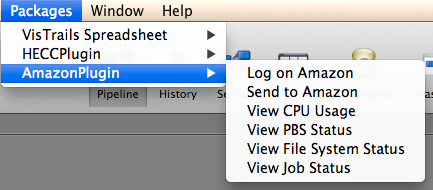 Packages Window Help
VisTrails Spreadsheet
HECCPlugin
AmazonPlugin
Log on Amazon
Send to Amazon
View CPU Usage
View PBS Status
View File System Status
View Job Status
Pipeline History